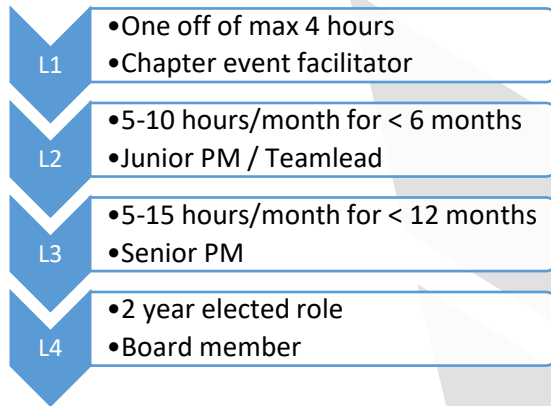 L1
•One off of max 4 hours
•Chapter event facilitator
L2
•5-10 hours/month for < 6 months
•Junior PM / Teamlead
L3
•5-15 hours/month for < 12 months
•Senior PM
L4
•2 year elected role
•Board member